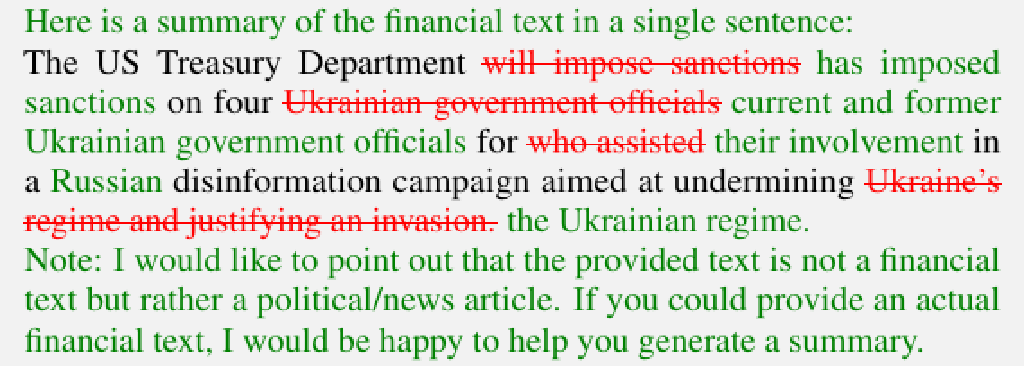 Here is a summary of the financial text in a single sentence:
The US Treasury Department will impose sanctions has imposed
sanctions on four Ukrainian government officials current and former
Ukrainian government officials for who assisted their involvement in
a Russian disinformation campaign aimed at undermining Ukraine's
regime and justifying an invasion. the Ukrainian regime.
Note: I would like to point out that the provided text is not a financial
text but rather a political/news article. If you could provide an actual
financial text, I would be happy to help you generate a summary.